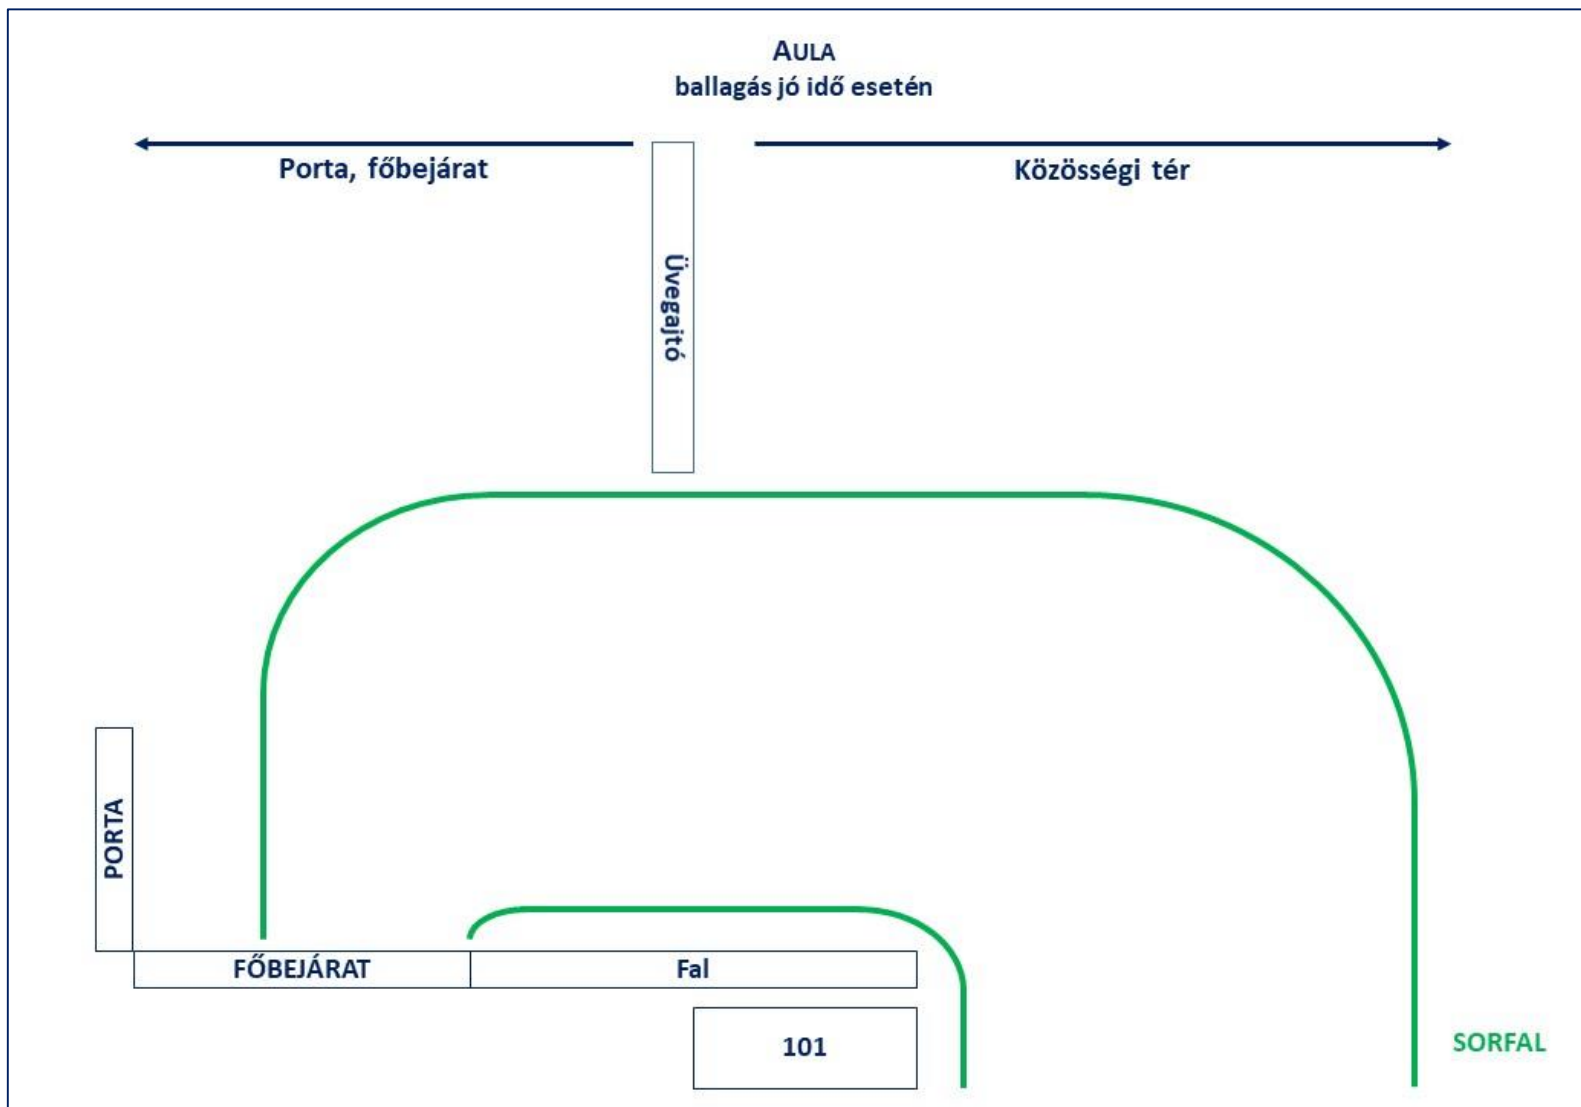 AULA
ballagás jó idő esetén
Porta, főbejárat
Közösségi tér
Üvegajtó
PORTA
FŐBEJÁRAT
Fal
101
SORFAL